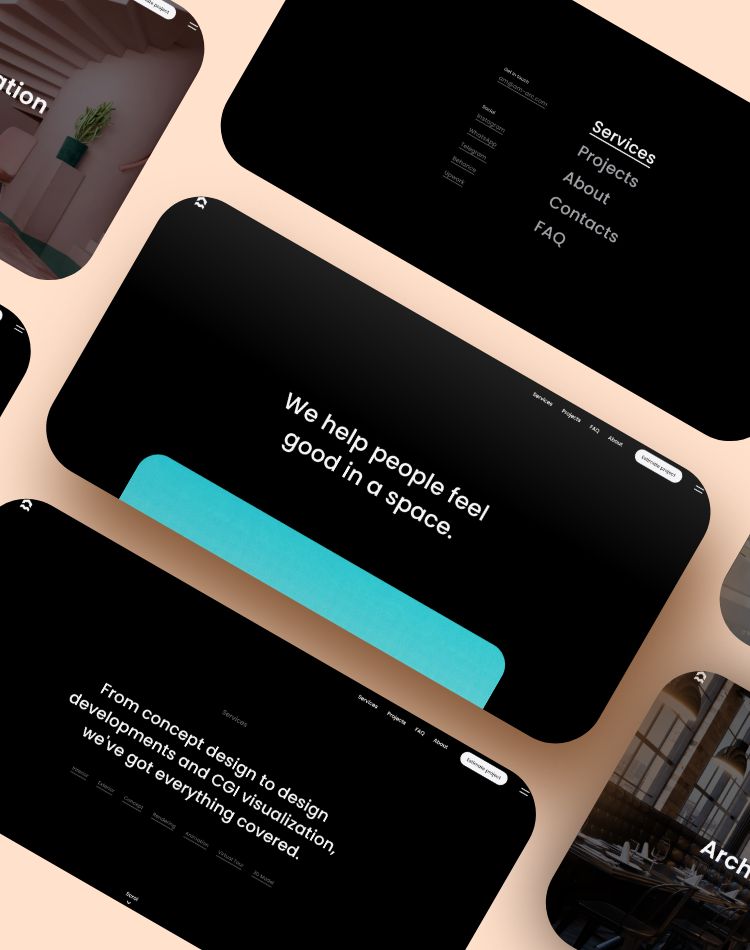 ation
Get in touch
am@am-am.com
Social
Instagram
WhatsApp
Telegram
Behance
Upwork
Services
Projects
About
Contacts
FAQ
Services Projects FAQ About Estimate project
We help people feel
good in a space.
Services Projects FAQ About Estimate project
Services
From concept design to design
developments and CGI visualization,
we've got everything covered.
Interior Exterior Concept Rendering Animation Virtual Tour 3D Model
Scroll
Arch